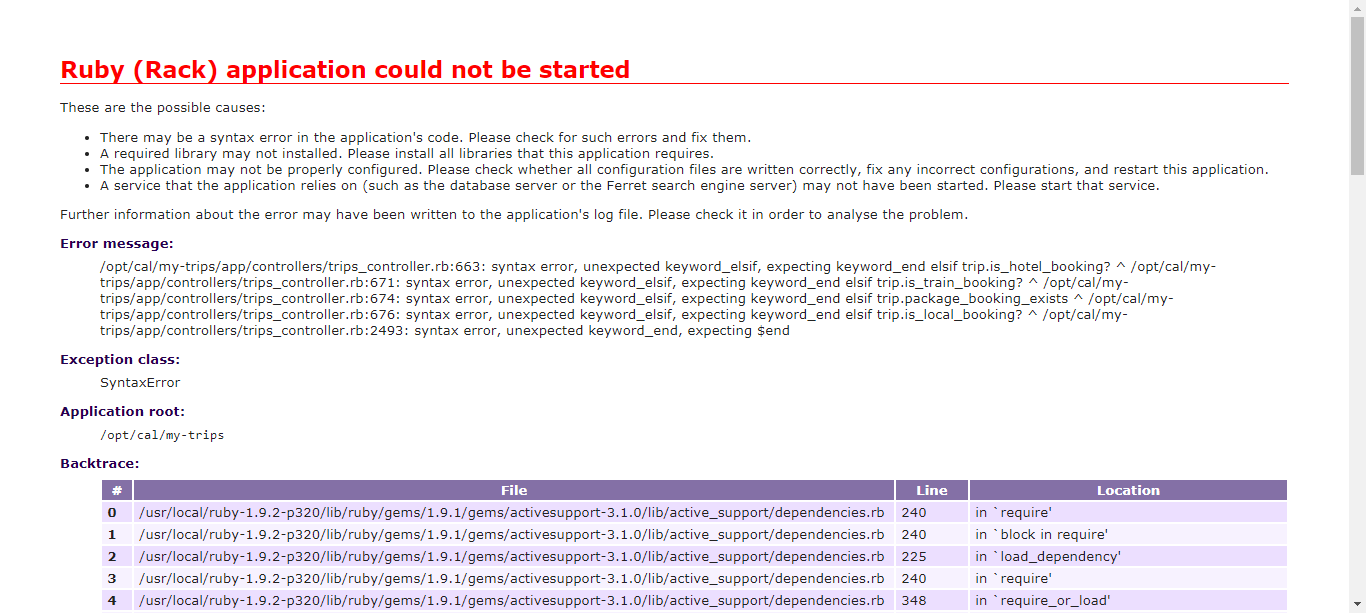 Ruby (Rack) application could not be started
These are the possible causes:
• There may be a syntax error in the application's code. Please check for such errors and fix them.
• A required library may not installed. Please install all libraries that this application requires.
• The application may not be properly configured. Please check whether all configuration files are written correctly, fix any incorrect configurations, and restart this application.
• A service that the application relies on (such as the database server or the Ferret search engine server) may not have been started. Please start that service.
Further information about the error may have been written to the application's log file. Please check it in order to analyse the problem.
Error message:
/opt/cal/my-trips/app/controllers/trips_controller.rb:663: syntax error, unexpected keyword_elsif, expecting keyword_end elsif trip.is_hotel_booking? ^ /opt/cal/my-
trips/app/controllers/trips_controller.rb:671: syntax error, unexpected keyword_elsif, expecting keyword_end elsif trip.is_train_booking? ^ /opt/cal/my-
trips/app/controllers/trips_controller.rb:674: syntax error, unexpected keyword_elsif, expecting keyword_end elsif trip.package_booking_exists ^ /opt/cal/my-
trips/app/controllers/trips_controller.rb:676: syntax error, unexpected keyword_elsif, expecting keyword_end elsif trip.is_local_booking? ^ /opt/cal/my-
trips/app/controllers/trips_controller.rb:2493: syntax error, unexpected keyword_end, expecting $end
Exception class:
SyntaxError
Application root:
/opt/cal/my-trips
Backtrace:
# File Line Location
0 /usr/local/ruby-1.9.2-p320/lib/ruby/gems/1.9.1/gems/activesupport-3.1.0/lib/active_support/dependencies.rb 240 in `require'
1 /usr/local/ruby-1.9.2-p320/lib/ruby/gems/1.9.1/gems/activesupport-3.1.0/lib/active_support/dependencies.rb 240 in `block in require'
2 /usr/local/ruby-1.9.2-p320/lib/ruby/gems/1.9.1/gems/activesupport-3.1.0/lib/active_support/dependencies.rb 225 in `load_dependency'
3 /usr/local/ruby-1.9.2-p320/lib/ruby/gems/1.9.1/gems/activesupport-3.1.0/lib/active_support/dependencies.rb 240 in `require'
4 /usr/local/ruby-1.9.2-p320/lib/ruby/gems/1.9.1/gems/activesupport-3.1.0/lib/active_support/dependencies.rb 348 in `require_or_load'